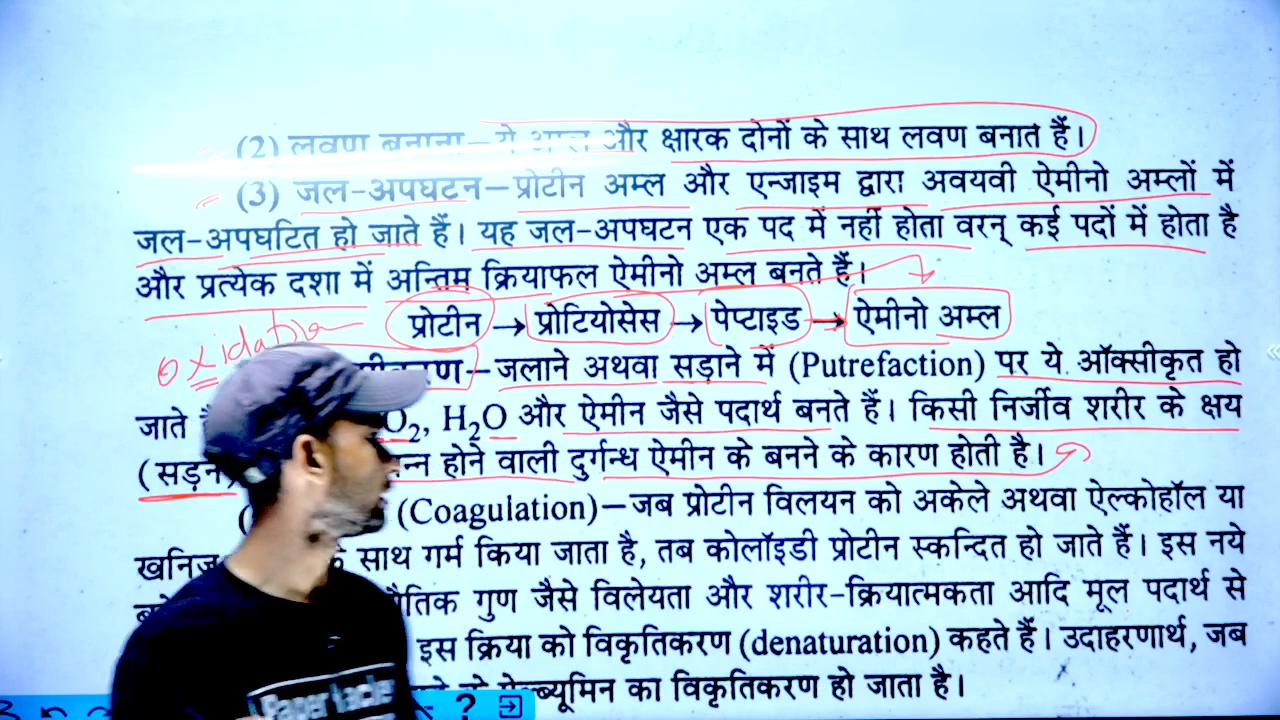 (2) लवण बनाना–ये अम्ल और क्षारक दोनों के साथ लवण बनाते हैं।
(3) जल-अपघटन–प्रोटीन अम्ल और एन्जाइम द्वारा अवयवी ऐमीनो अम्लों में
जल-अपघटित हो जाते हैं। यह जल-अपघटन एक पद में नहीं होता वरन् कई पदों में होता है
और प्रत्येक दशा में अन्तिम क्रियाफल ऐमीनो अम्ल बनते हैं।
प्रोटीन → प्रोटियोसेस → पेप्टाइड → ऐमीनो अम्ल
oxidation
–जलाने अथवा सड़ाने में (Putrefaction) पर ये ऑक्सीकृत हो
जाते O₂, H₂O और ऐमीन जैसे पदार्थ बनते हैं। किसी निर्जीव शरीर के क्षय
(सड़न होने वाली दुर्गन्ध ऐमीन के बनने के कारण होती है।
(Coagulation)–जब प्रोटीन विलयन को अकेले अथवा ऐल्कोहॉल या
खनिज के साथ गर्म किया जाता है, तब कोलॉइडी प्रोटीन स्कन्दित हो जाते हैं। इस नये
गुण जैसे विलेयता और शरीर-क्रियात्मकता आदि मूल पदार्थ से
इस क्रिया को विकृतिकरण (denaturation) कहते हैं। उदाहरणार्थ, जब
का विकृतिकरण हो जाता है।
Paper
?